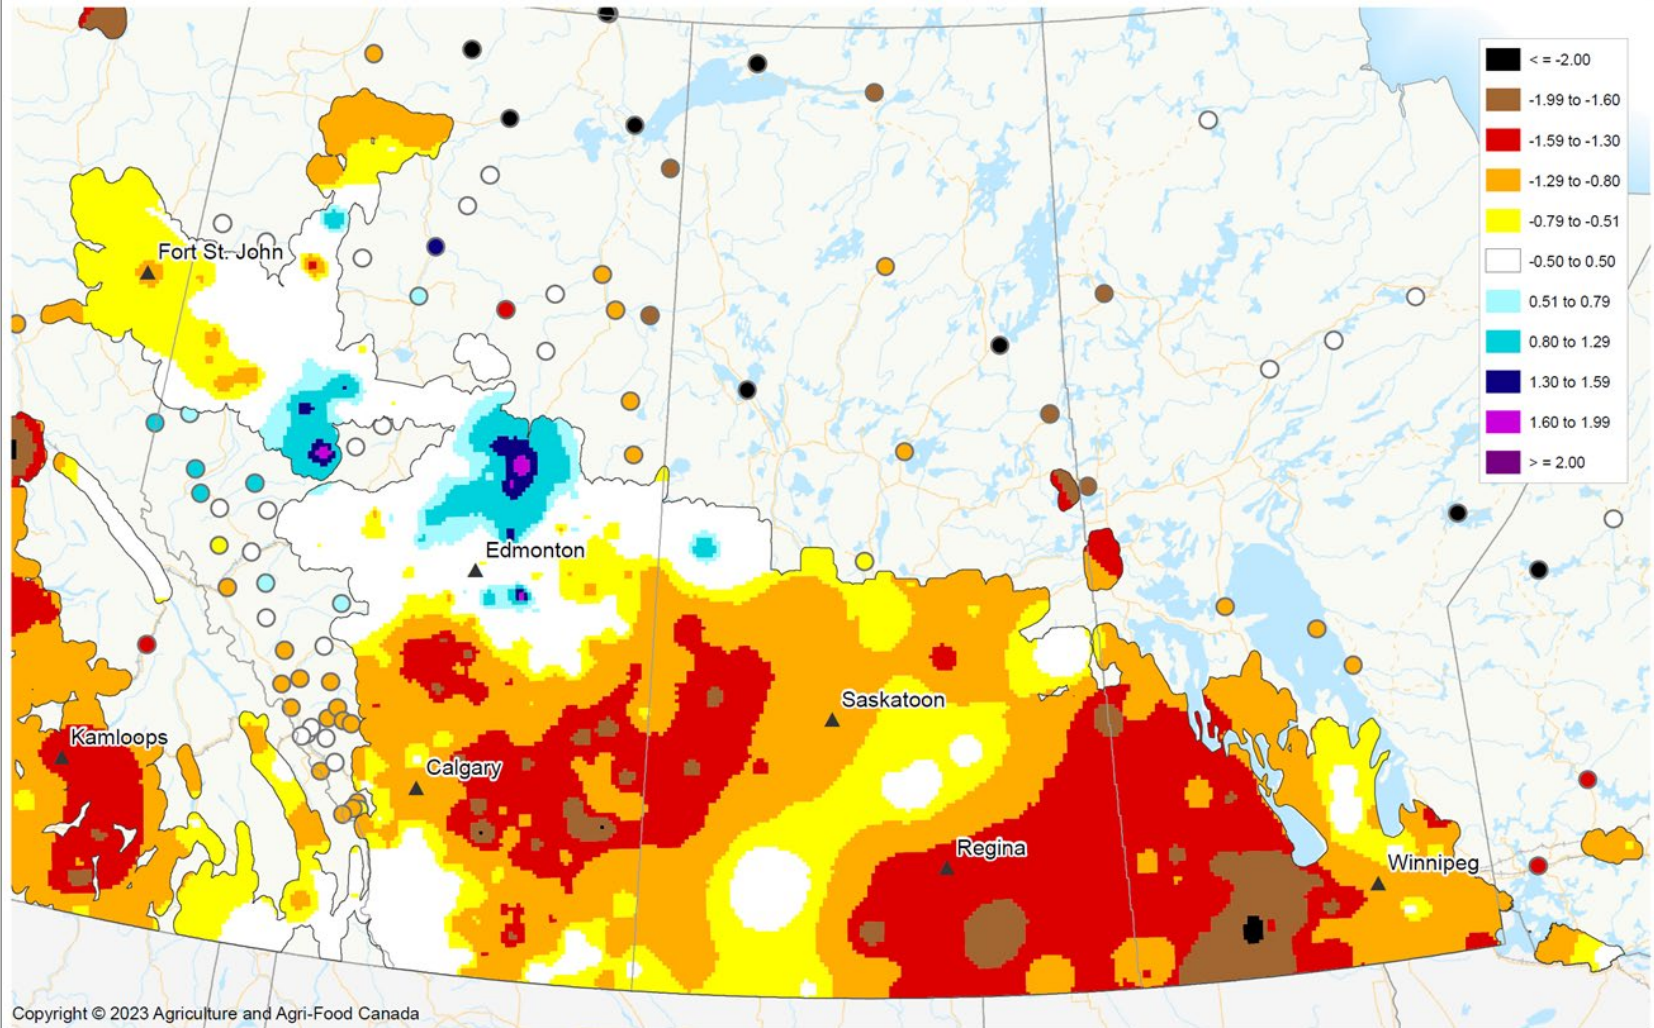 < = -2.00
-1.99 to -1.60
-1.59 to -1.30
-1.29 to -0.80
-0.79 to -0.51
-0.50 to 0.50
0.51 to 0.79
0.80 to 1.29
1.30 to 1.59
1.60 to 1.99
> = 2.00
Fort St. John
Edmonton
Saskatoon
Kamloops
Calgary
Regina
Winnipeg
Copyright © 2023 Agriculture and Agri-Food Canada